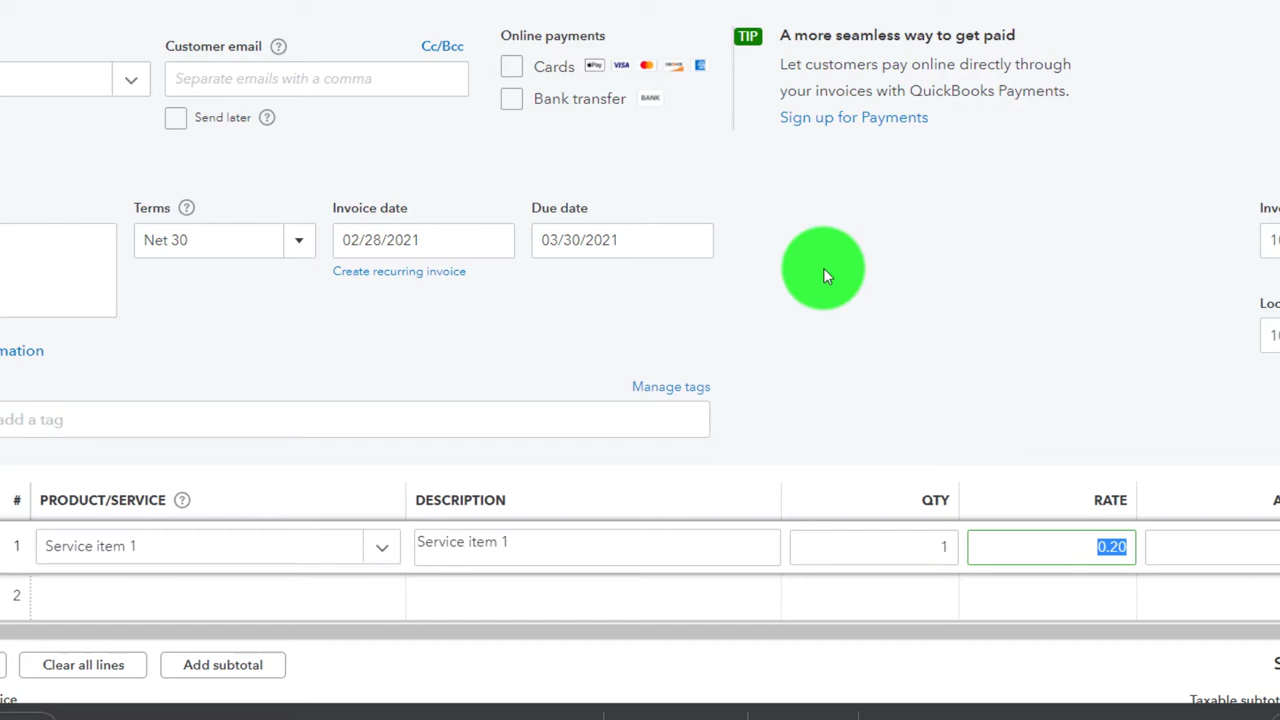 Customer email
Cc/Bcc
Separate emails with a comma
Send later
Online payments
Cards
VISA
Bank transfer
BANK
TIP
A more seamless way to get paid
Let customers pay online directly through
your invoices with QuickBooks Payments.
Sign up for Payments
Terms
Net 30
Invoice date
02/28/2021
Create recurring invoice
Due date
03/30/2021
Manage tags
add a tag
# PRODUCT/SERVICE DESCRIPTION QTY RATE
1 Service item 1 Service item 1 1 0.20
2
Clear all lines
Add subtotal